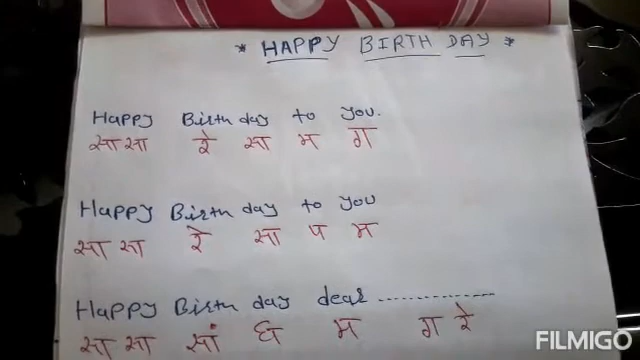 * HAPPY BIRTH DAY *
Happy Birth day to you.
सा सा रे सा म ग
Happy Birth day to you
सा सा रे सा प म
Happy Birth day dear ..............
सा सा सां ध म ग रे
FILMIGO